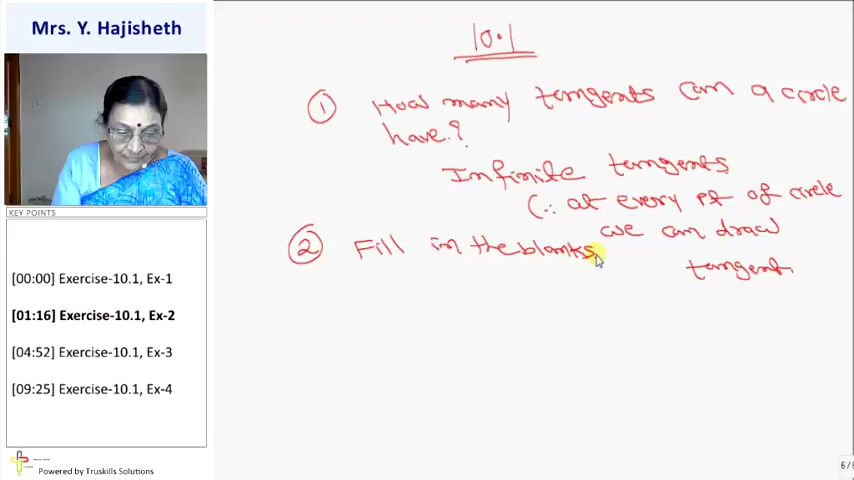 Mrs. Y. Hajisheth
KEY POINTS
[00:00] Exercise-10.1, Ex-1
[01:16] Exercise-10.1, Ex-2
[04:52] Exercise-10.1, Ex-3
[09:25] Exercise-10.1, Ex-4
Powered by Truskills Solutions
10.1
① How many tangents can a circle
have?
Infinite tangents
(∵ at every pt of circle
we can draw
tangent.
② Fill in the blanks
6/6